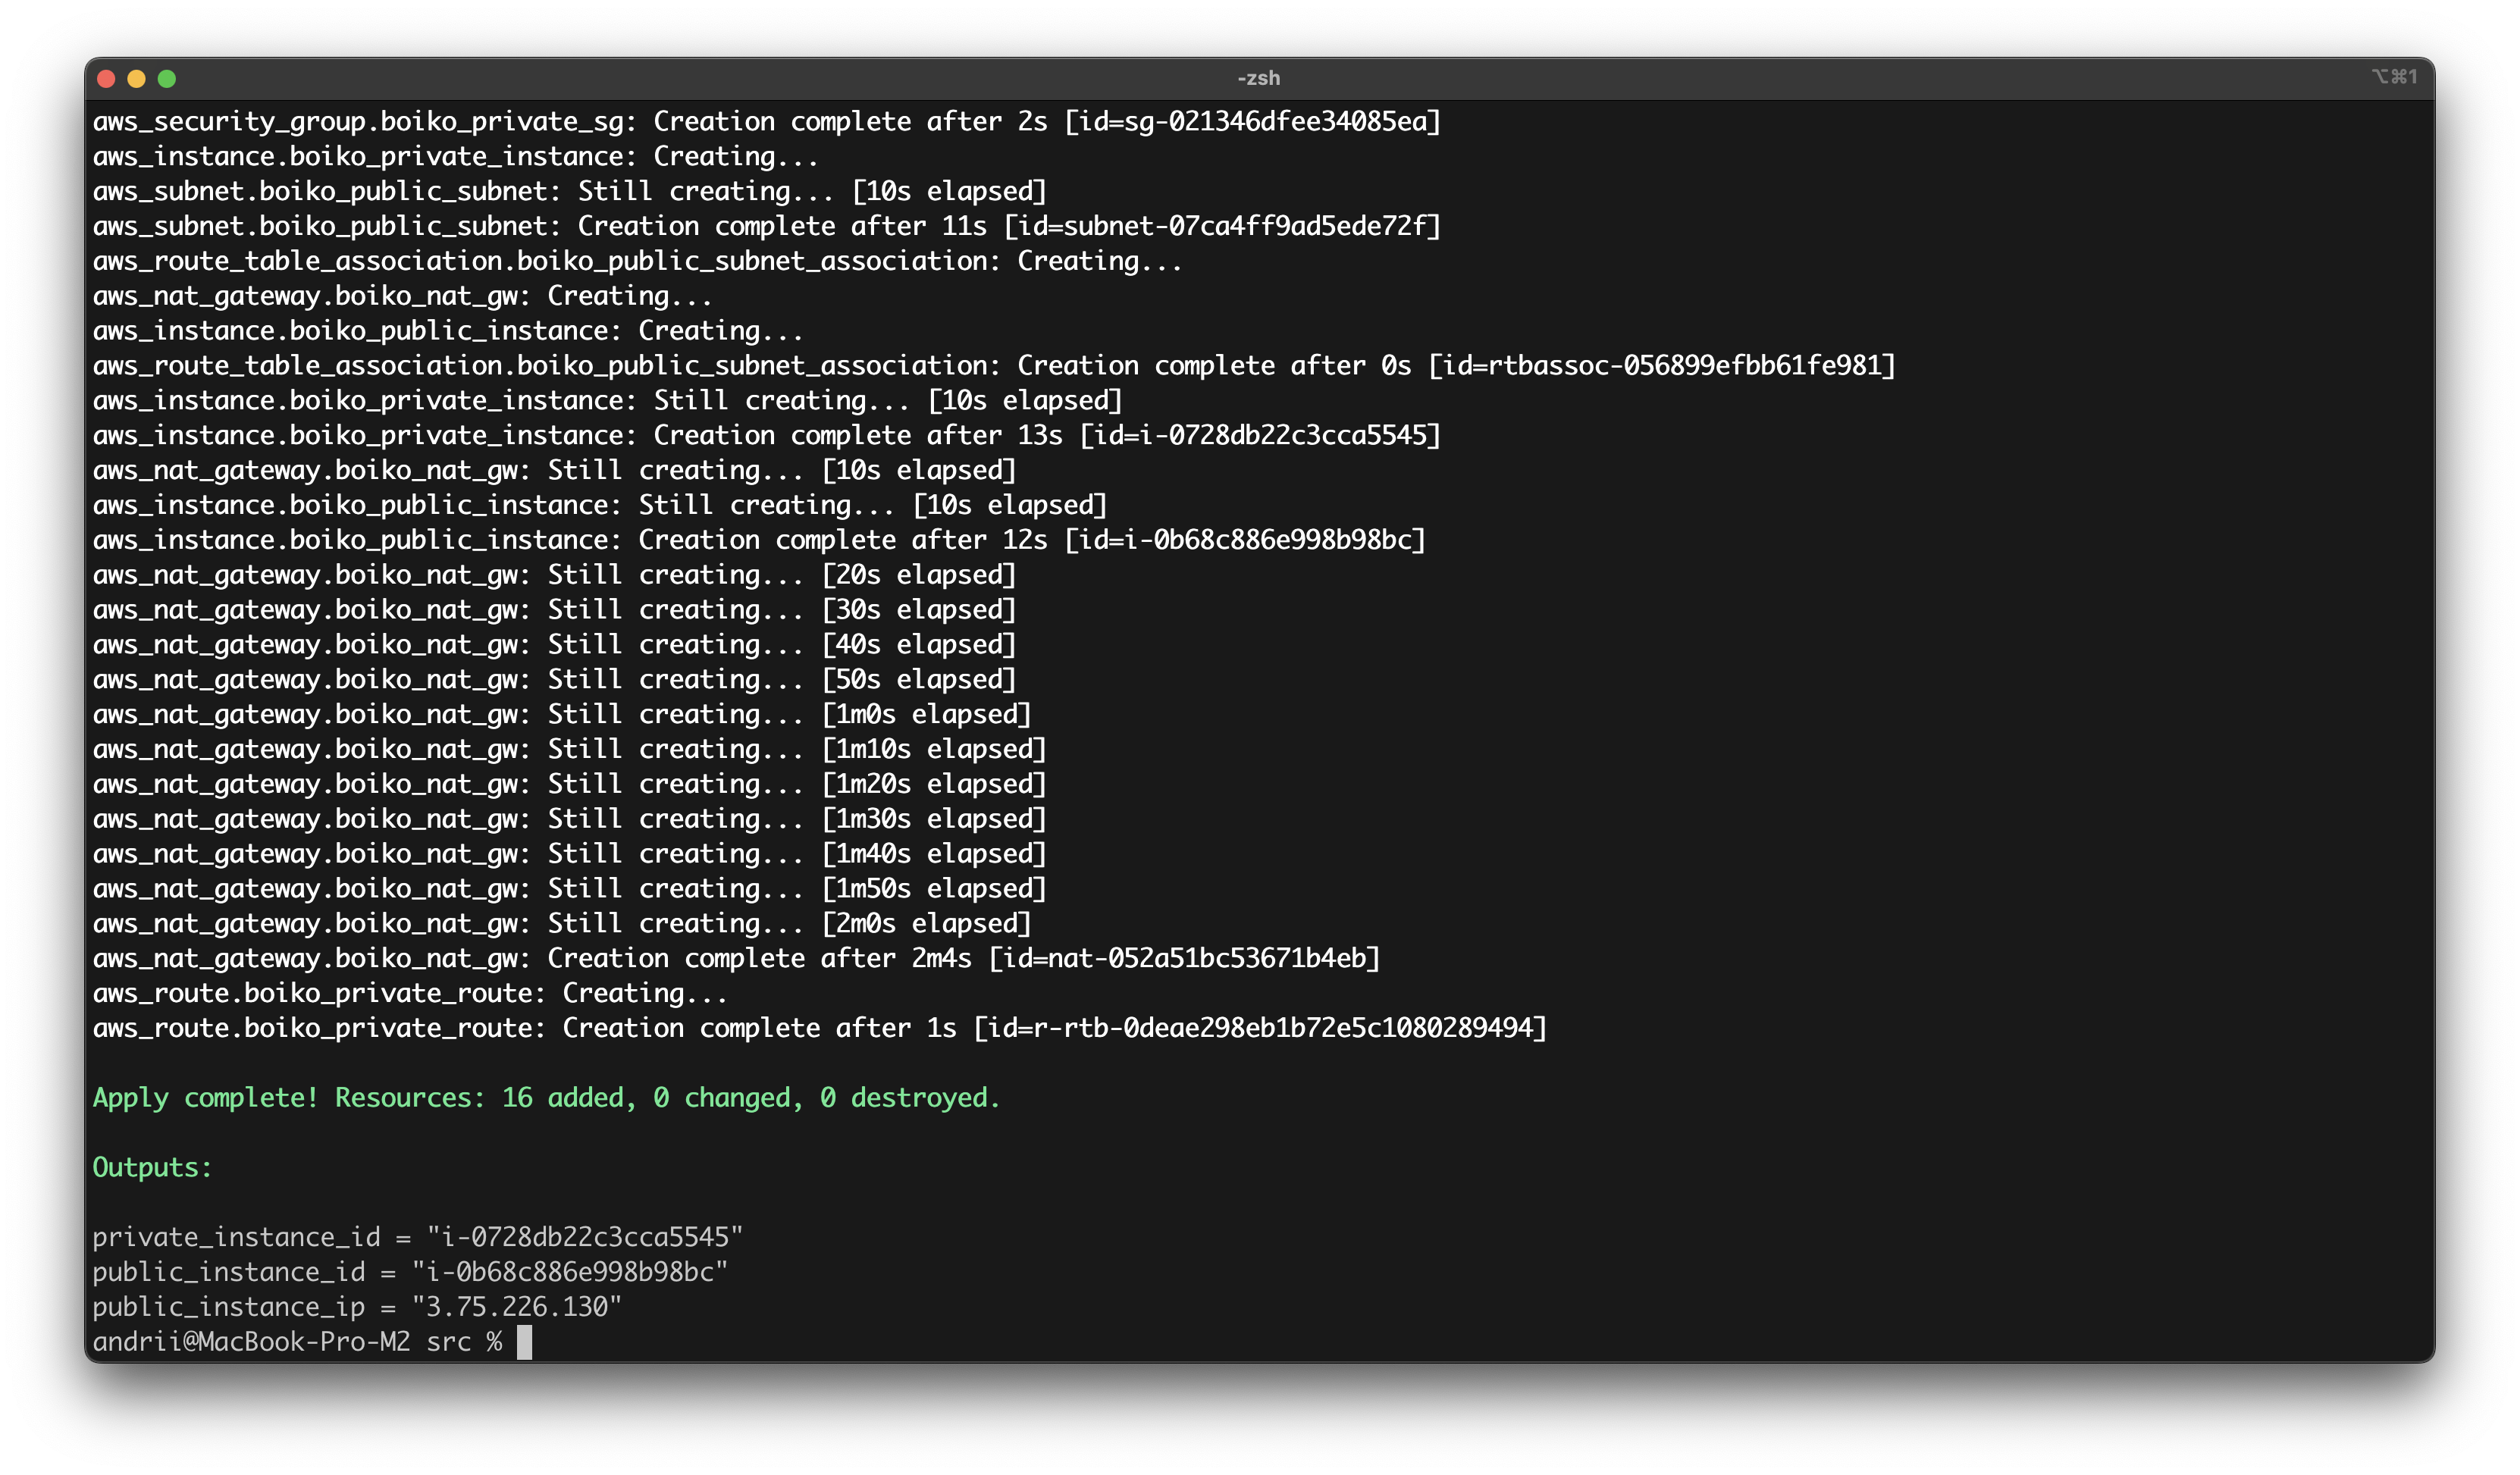 -zsh
⌥⌘1
aws_security_group.boiko_private_sg: Creation complete after 2s [id=sg-021346dfee34085ea]
aws_instance.boiko_private_instance: Creating...
aws_subnet.boiko_public_subnet: Still creating... [10s elapsed]
aws_subnet.boiko_public_subnet: Creation complete after 11s [id=subnet-07ca4ff9ad5ede72f]
aws_route_table_association.boiko_public_subnet_association: Creating...
aws_nat_gateway.boiko_nat_gw: Creating...
aws_instance.boiko_public_instance: Creating...
aws_route_table_association.boiko_public_subnet_association: Creation complete after 0s [id=rtbassoc-056899efbb61fe981]
aws_instance.boiko_private_instance: Still creating... [10s elapsed]
aws_instance.boiko_private_instance: Creation complete after 13s [id=i-0728db22c3cca5545]
aws_nat_gateway.boiko_nat_gw: Still creating... [10s elapsed]
aws_instance.boiko_public_instance: Still creating... [10s elapsed]
aws_instance.boiko_public_instance: Creation complete after 12s [id=i-0b68c886e998b98bc]
aws_nat_gateway.boiko_nat_gw: Still creating... [20s elapsed]
aws_nat_gateway.boiko_nat_gw: Still creating... [30s elapsed]
aws_nat_gateway.boiko_nat_gw: Still creating... [40s elapsed]
aws_nat_gateway.boiko_nat_gw: Still creating... [50s elapsed]
aws_nat_gateway.boiko_nat_gw: Still creating... [1m0s elapsed]
aws_nat_gateway.boiko_nat_gw: Still creating... [1m10s elapsed]
aws_nat_gateway.boiko_nat_gw: Still creating... [1m20s elapsed]
aws_nat_gateway.boiko_nat_gw: Still creating... [1m30s elapsed]
aws_nat_gateway.boiko_nat_gw: Still creating... [1m40s elapsed]
aws_nat_gateway.boiko_nat_gw: Still creating... [1m50s elapsed]
aws_nat_gateway.boiko_nat_gw: Still creating... [2m0s elapsed]
aws_nat_gateway.boiko_nat_gw: Creation complete after 2m4s [id=nat-052a51bc53671b4eb]
aws_route.boiko_private_route: Creating...
aws_route.boiko_private_route: Creation complete after 1s [id=r-rtb-0deae298eb1b72e5c1080289494]
Apply complete! Resources: 16 added, 0 changed, 0 destroyed.
Outputs:
private_instance_id = "i-0728db22c3cca5545"
public_instance_id = "i-0b68c886e998b98bc"
public_instance_ip = "3.75.226.130"
andrii@MacBook-Pro-M2 src %